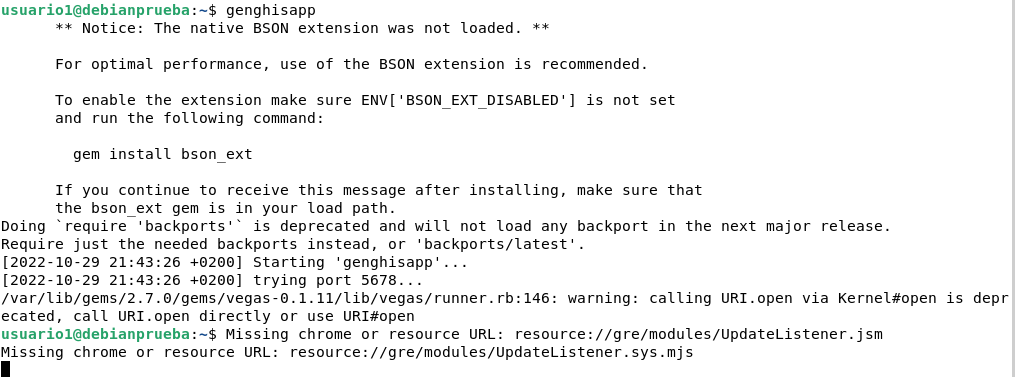 usuario1@debianprueba:~$ genghisapp
** Notice: The native BSON extension was not loaded. **
For optimal performance, use of the BSON extension is recommended.
To enable the extension make sure ENV['BSON_EXT_DISABLED'] is not set
and run the following command:
gem install bson_ext
If you continue to receive this message after installing, make sure that
the bson_ext gem is in your load path.
Doing `require 'backports'` is deprecated and will not load any backport in the next major release.
Require just the needed backports instead, or 'backports/latest'.
[2022-10-29 21:43:26 +0200] Starting 'genghisapp'...
[2022-10-29 21:43:26 +0200] trying port 5678...
/var/lib/gems/2.7.0/gems/vegas-0.1.11/lib/vegas/runner.rb:146: warning: calling URI.open via Kernel#open is depr
ecated, call URI.open directly or use URI#open
usuario1@debianprueba:~$ Missing chrome or resource URL: resource://gre/modules/UpdateListener.jsm
Missing chrome or resource URL: resource://gre/modules/UpdateListener.sys.mjs